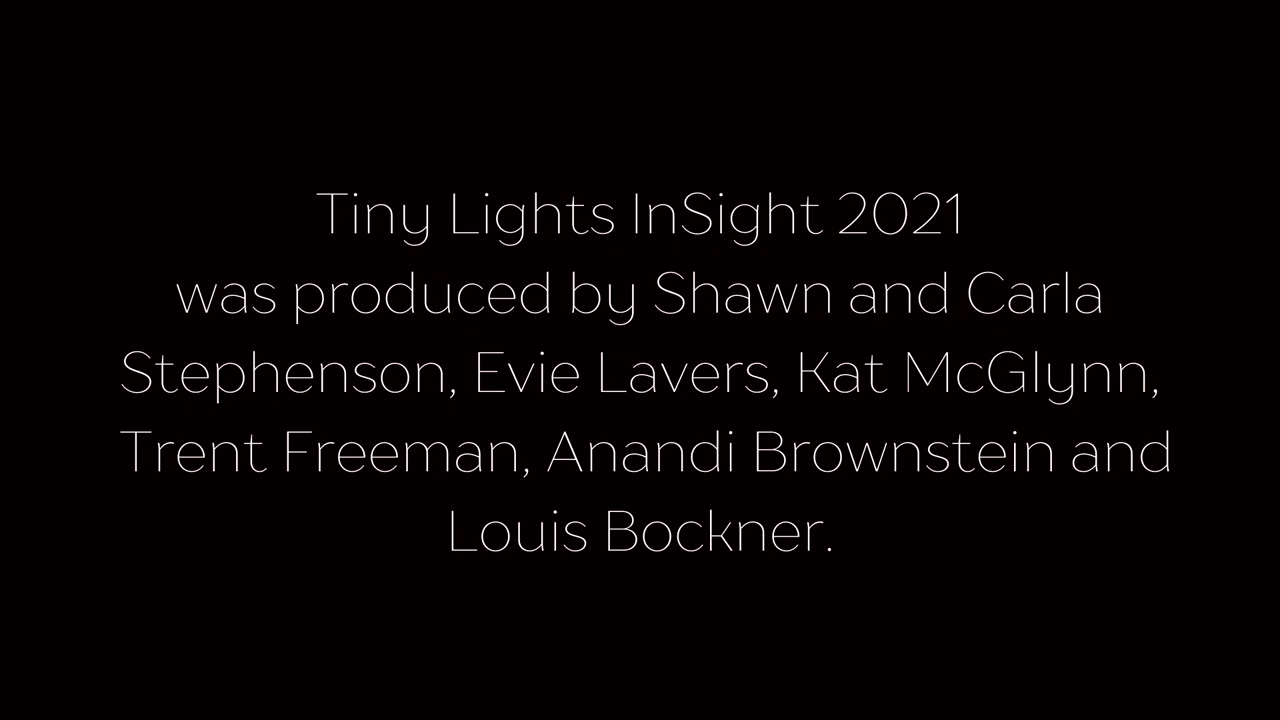 Tiny Lights InSight 2021
was produced by Shawn and Carla
Stephenson, Evie Lavers, Kat McGlynn,
Trent Freeman, Anandi Brownstein and
Louis Bockner.